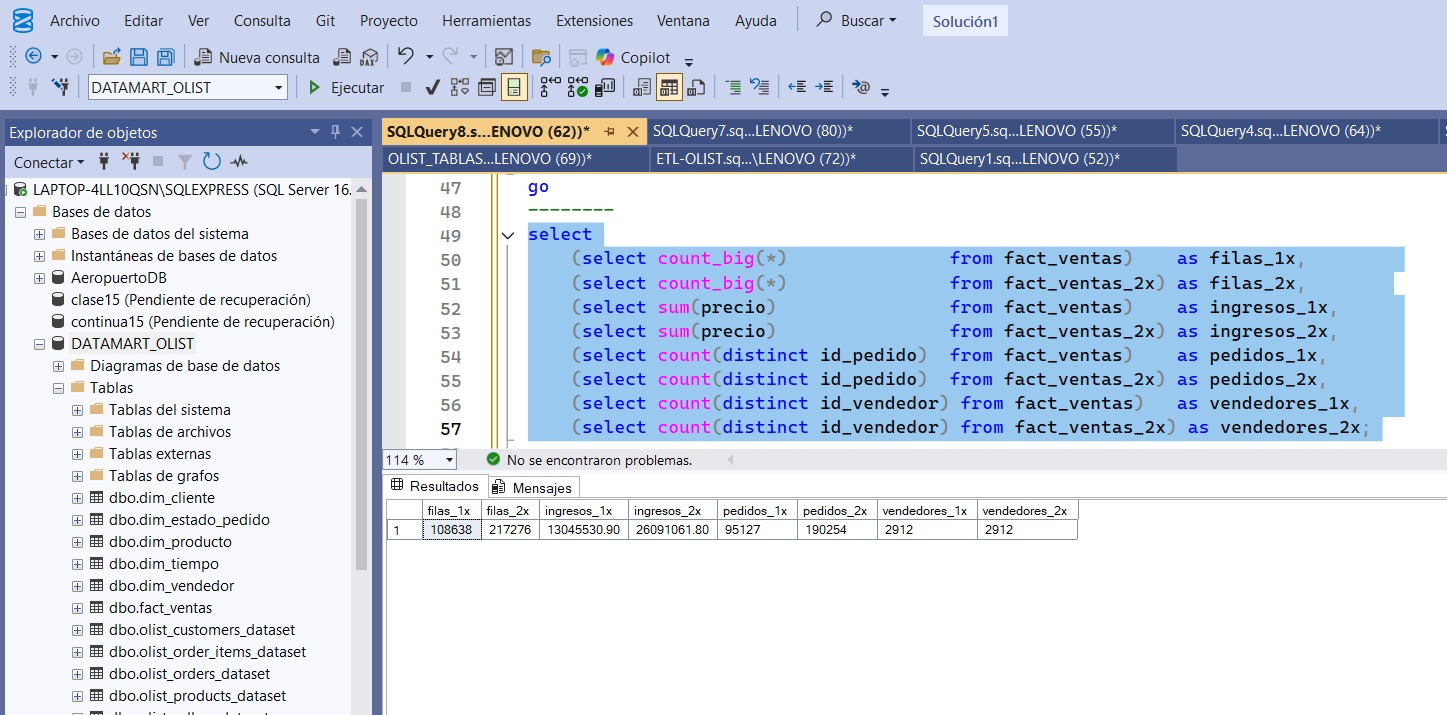 Archivo Editar Ver Consulta Git Proyecto Herramientas Extensiones Ventana Ayuda Buscar Solución1
Nueva consulta Copilot
DATAMART_OLIST Ejecutar
Explorador de objetos
Conectar
LAPTOP-4LL10QSN\SQLEXPRESS (SQL Server 16.
Bases de datos
Bases de datos del sistema
Instantáneas de bases de datos
AeropuertoDB
clase15 (Pendiente de recuperación)
continua15 (Pendiente de recuperación)
DATAMART_OLIST
Diagramas de base de datos
Tablas
Tablas del sistema
Tablas de archivos
Tablas externas
Tablas de grafos
dbo.dim_cliente
dbo.dim_estado_pedido
dbo.dim_producto
dbo.dim_tiempo
dbo.dim_vendedor
dbo.fact_ventas
dbo.olist_customers_dataset
dbo.olist_order_items_dataset
dbo.olist_orders_dataset
dbo.olist_products_dataset
SQLQuery8.s...ENOVO (62))* SQLQuery7.sq...LENOVO (80))* SQLQuery5.sq...LENOVO (55))* SQLQuery4.sq...LENOVO (64))*
OLIST_TABLAS...LENOVO (69))* ETL-OLIST.sq...\LENOVO (72))* SQLQuery1.sq...LENOVO (52))*
47 go
48 --------
49 select
50 (select count_big(*) from fact_ventas) as filas_1x,
51 (select count_big(*) from fact_ventas_2x) as filas_2x,
52 (select sum(precio) from fact_ventas) as ingresos_1x,
53 (select sum(precio) from fact_ventas_2x) as ingresos_2x,
54 (select count(distinct id_pedido) from fact_ventas) as pedidos_1x,
55 (select count(distinct id_pedido) from fact_ventas_2x) as pedidos_2x,
56 (select count(distinct id_vendedor) from fact_ventas) as vendedores_1x,
57 (select count(distinct id_vendedor) from fact_ventas_2x) as vendedores_2x;
114 % No se encontraron problemas.
Resultados Mensajes
filas_1x filas_2x ingresos_1x ingresos_2x pedidos_1x pedidos_2x vendedores_1x vendedores_2x
1 108638 217276 13045530.90 26091061.80 95127 190254 2912 2912